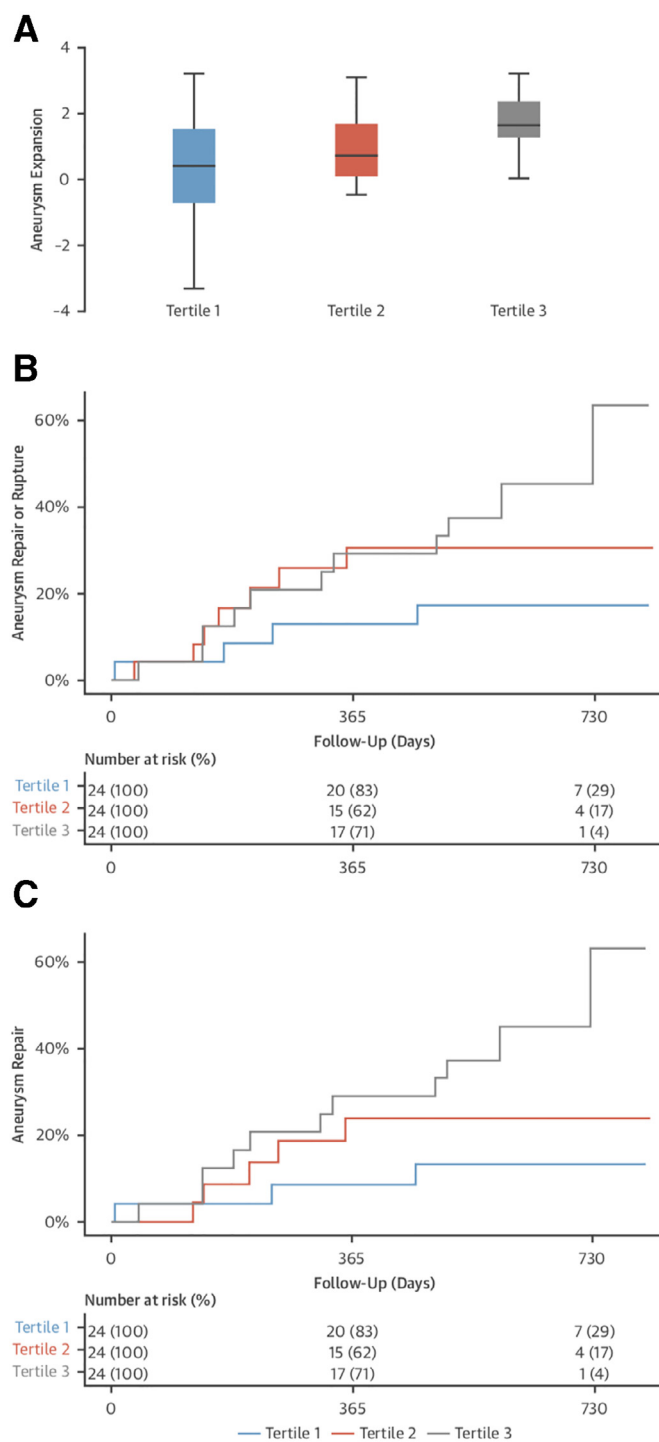 A
4
2
0
-2
-4
Aneurysm Expansion
Tertile 1 Tertile 2 Tertile 3
B
60%
40%
20%
0%
Aneurysm Repair or Rupture
0 365 730
Follow-Up (Days)
Number at risk (%)
Tertile 1 24 (100) 20 (83) 7 (29)
Tertile 2 24 (100) 15 (62) 4 (17)
Tertile 3 24 (100) 17 (71) 1 (4)
0 365 730
C
60%
40%
20%
0%
Aneurysm Repair
0 365 730
Follow-Up (Days)
Number at risk (%)
Tertile 1 24 (100) 20 (83) 7 (29)
Tertile 2 24 (100) 15 (62) 4 (17)
Tertile 3 24 (100) 17 (71) 1 (4)
0 365 730
Tertile 1 Tertile 2 Tertile 3